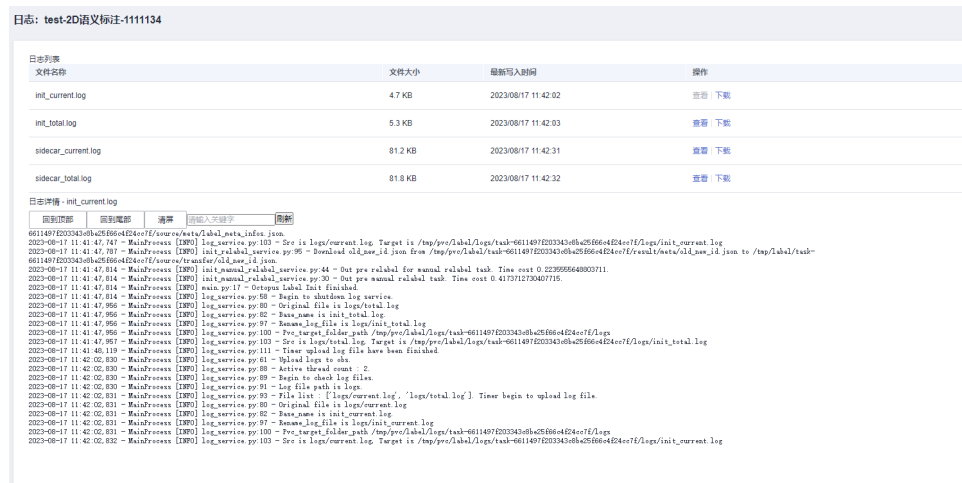 日志：test-2D语义标注-1111134
日志列表
文件名称 文件大小 最新写入时间 操作
init_current.log 4.7 KB 2023/08/17 11:42:02 查看 | 下载
init_total.log 5.3 KB 2023/08/17 11:42:03 查看 | 下载
sidecar_current.log 81.2 KB 2023/08/17 11:42:31 查看 | 下载
sidecar_total.log 81.8 KB 2023/08/17 11:42:32 查看 | 下载
日志详情 - init_current.log
回到顶部 回到尾部 清屏 请输入关键字 刷新
6611497f203343c8be25f66c4f24cc7f/source/meta/label_meta_infos.json.
2023-08-17 11:41:47,747 - MainProcess [INFO] log_service.py:103 - Src is logs/current.log, Target is /tmp/pvc/label/logs/task-6611497f203343c8be25f66c4f24cc7f/logs/init_current.log
2023-08-17 11:41:47,787 - MainProcess [INFO] init_relabel_service.py:95 - Download old_new_id.json from /tmp/pvc/label/task-6611497f203343c8be25f66c4f24cc7f/result/meta/old_new_id.json to /tmp/label/task-
6611497f203343c8be25f66c4f24cc7f/source/transfer/old_new_id.json.
2023-08-17 11:41:47,814 - MainProcess [INFO] init_manual_relabel_service.py:44 - Out pre relabel for manual relabel task. Time cost 0.2235555648803711.
2023-08-17 11:41:47,814 - MainProcess [INFO] init_manual_relabel_service.py:30 - Out pre manual relabel task. Time cost 0.4173712730407715.
2023-08-17 11:41:47,814 - MainProcess [INFO] main.py:17 - Octopus Label Init finished.
2023-08-17 11:41:47,814 - MainProcess [INFO] log_service.py:58 - Begin to shutdown log service.
2023-08-17 11:41:47,956 - MainProcess [INFO] log_service.py:80 - Original file is logs/total.log
2023-08-17 11:41:47,956 - MainProcess [INFO] log_service.py:82 - Base_name is init_total.log.
2023-08-17 11:41:47,956 - MainProcess [INFO] log_service.py:97 - Rename_log_file is logs/init_total.log
2023-08-17 11:41:47,956 - MainProcess [INFO] log_service.py:100 - Pvc_target_folder_path /tmp/pvc/label/logs/task-6611497f203343c8be25f66c4f24cc7f/logs
2023-08-17 11:41:47,957 - MainProcess [INFO] log_service.py:103 - Src is logs/total.log, Target is /tmp/pvc/label/logs/task-6611497f203343c8be25f66c4f24cc7f/logs/init_total.log
2023-08-17 11:41:48,119 - MainProcess [INFO] log_service.py:111 - Timer upload log file have been finished.
2023-08-17 11:42:02,830 - MainProcess [INFO] log_service.py:61 - Upload logs to obs.
2023-08-17 11:42:02,830 - MainProcess [INFO] log_service.py:88 - Active thread count : 2.
2023-08-17 11:42:02,830 - MainProcess [INFO] log_service.py:89 - Begin to check log files.
2023-08-17 11:42:02,830 - MainProcess [INFO] log_service.py:91 - Log file path is logs.
2023-08-17 11:42:02,831 - MainProcess [INFO] log_service.py:93 - File list : ['logs/current.log', 'logs/total.log']. Timer begin to upload log file.
2023-08-17 11:42:02,831 - MainProcess [INFO] log_service.py:80 - Original file is logs/current.log
2023-08-17 11:42:02,831 - MainProcess [INFO] log_service.py:82 - Base_name is init_current.log.
2023-08-17 11:42:02,831 - MainProcess [INFO] log_service.py:97 - Rename_log_file is logs/init_current.log
2023-08-17 11:42:02,831 - MainProcess [INFO] log_service.py:100 - Pvc_target_folder_path /tmp/pvc/label/logs/task-6611497f203343c8be25f66c4f24cc7f/logs
2023-08-17 11:42:02,832 - MainProcess [INFO] log_service.py:103 - Src is logs/current.log, Target is /tmp/pvc/label/logs/task-6611497f203343c8be25f66c4f24cc7f/logs/init_current.log